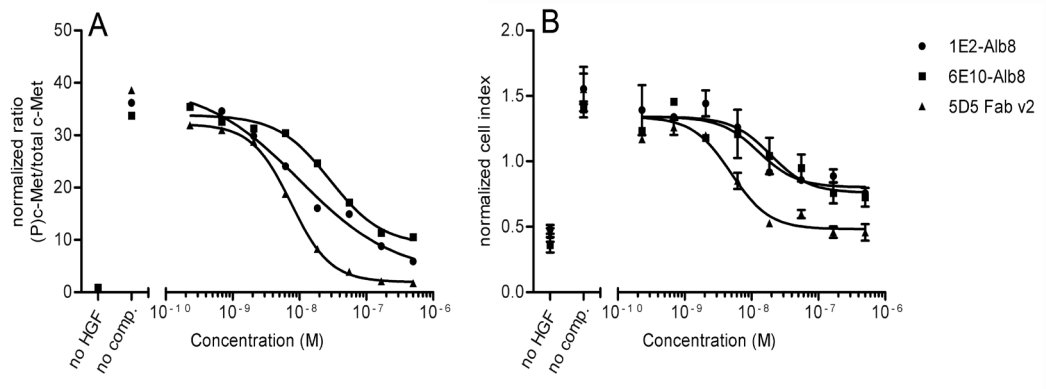 A
normalized ratio
(P)c-Met/total c-Met
50
40
30
20
10
0
no HGF
no comp.
10-10
10-9
10-8
10-7
10-6
Concentration (M)
B
normalized cell index
2.0
1.5
1.0
0.5
0.0
no HGF
no comp.
10-10
10-9
10-8
10-7
10-6
Concentration (M)
1E2-Alb8
6E10-Alb8
5D5 Fab v2